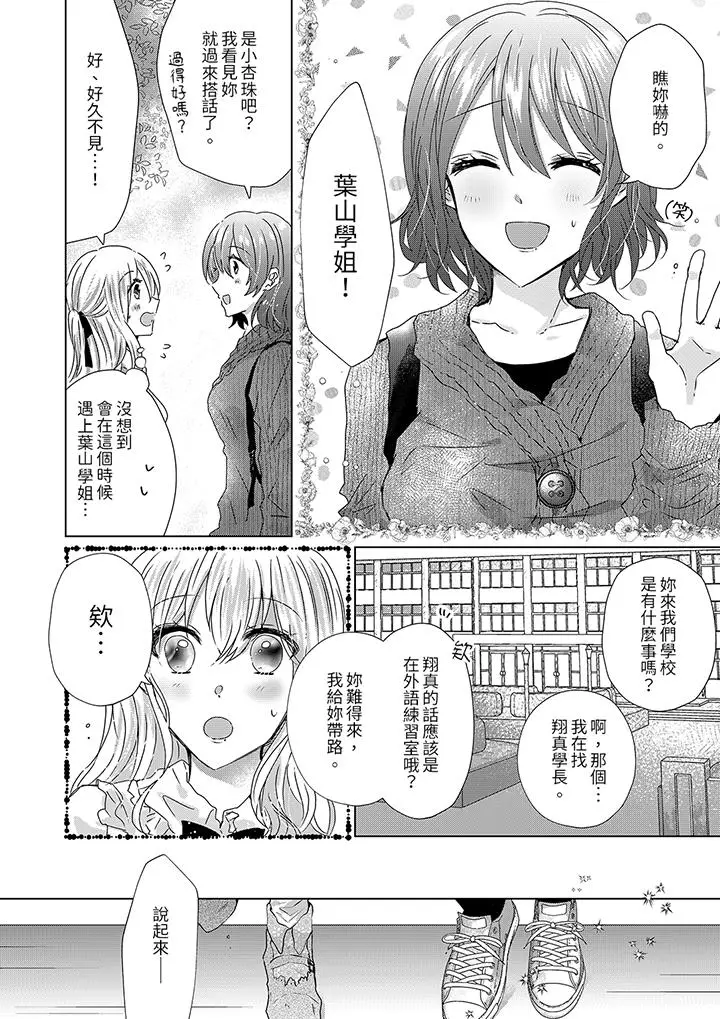 瞧妳嚇的。
(笑)
葉山學姐！
是小杏珠吧？
我看見妳
就過來搭話了。
過得好嗎？
好、好久不見…！
沒想到
會在這個時候
遇上葉山學姐…
妳來我們學校
是有什麼事嗎？
啊，那個…
我在找
翔真學長。
欸
翔真的話應該是
在外語練習室哦？
妳難得來，
我給妳帶路。
欸…
說起來—